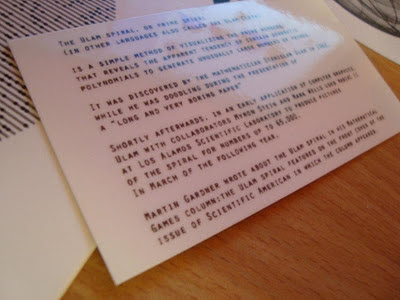 The Ulam spiral, or prime spiral
(in other languages also called the Ulam Cloth)
is a simple method of visualizing the prime numbers
that reveals the apparent tendency of certain quadratic
polynomials to generate unusually large numbers of primes.
It was discovered by the mathematician Stanislaw Ulam in 1963,
while he was doodling during the presentation of
a "long and very boring paper"
Shortly afterwards, in an early application of computer graphics,
Ulam with collaborators Myron Stein and Mark Wells used MANIAC II
at Los Alamos Scientific Laboratory to produce pictures
of the spiral for numbers up to 65,000.
In March of the following year,
Martin Gardner wrote about the Ulam spiral in his Mathematical
Games column;the Ulam spiral featured on the front cover of the
issue of Scientific American in which the column appeared.